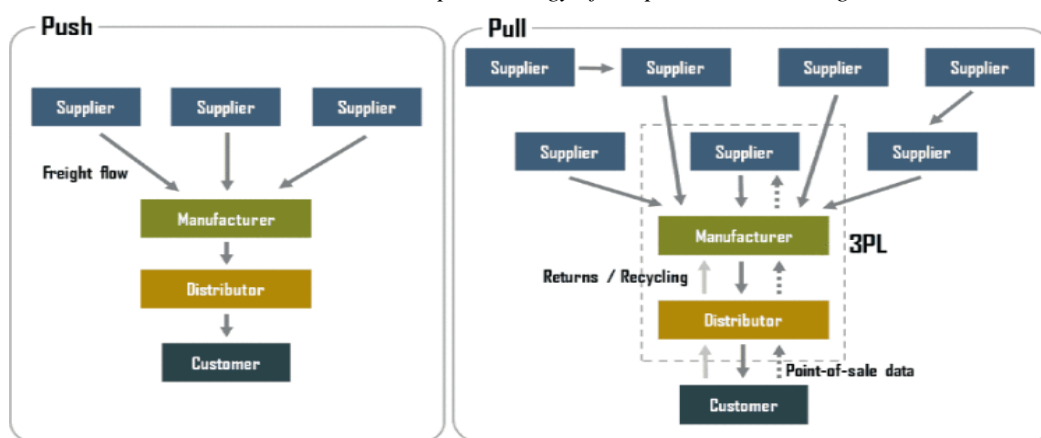 Push
Supplier
Supplier
Supplier
Freight flow
Manufacturer
Distributor
Customer
Pull
Supplier
Supplier
Supplier
Supplier
Supplier
Supplier
Supplier
Manufacturer
3PL
Returns / Recycling
Distributor
Point-of-sale data
Customer